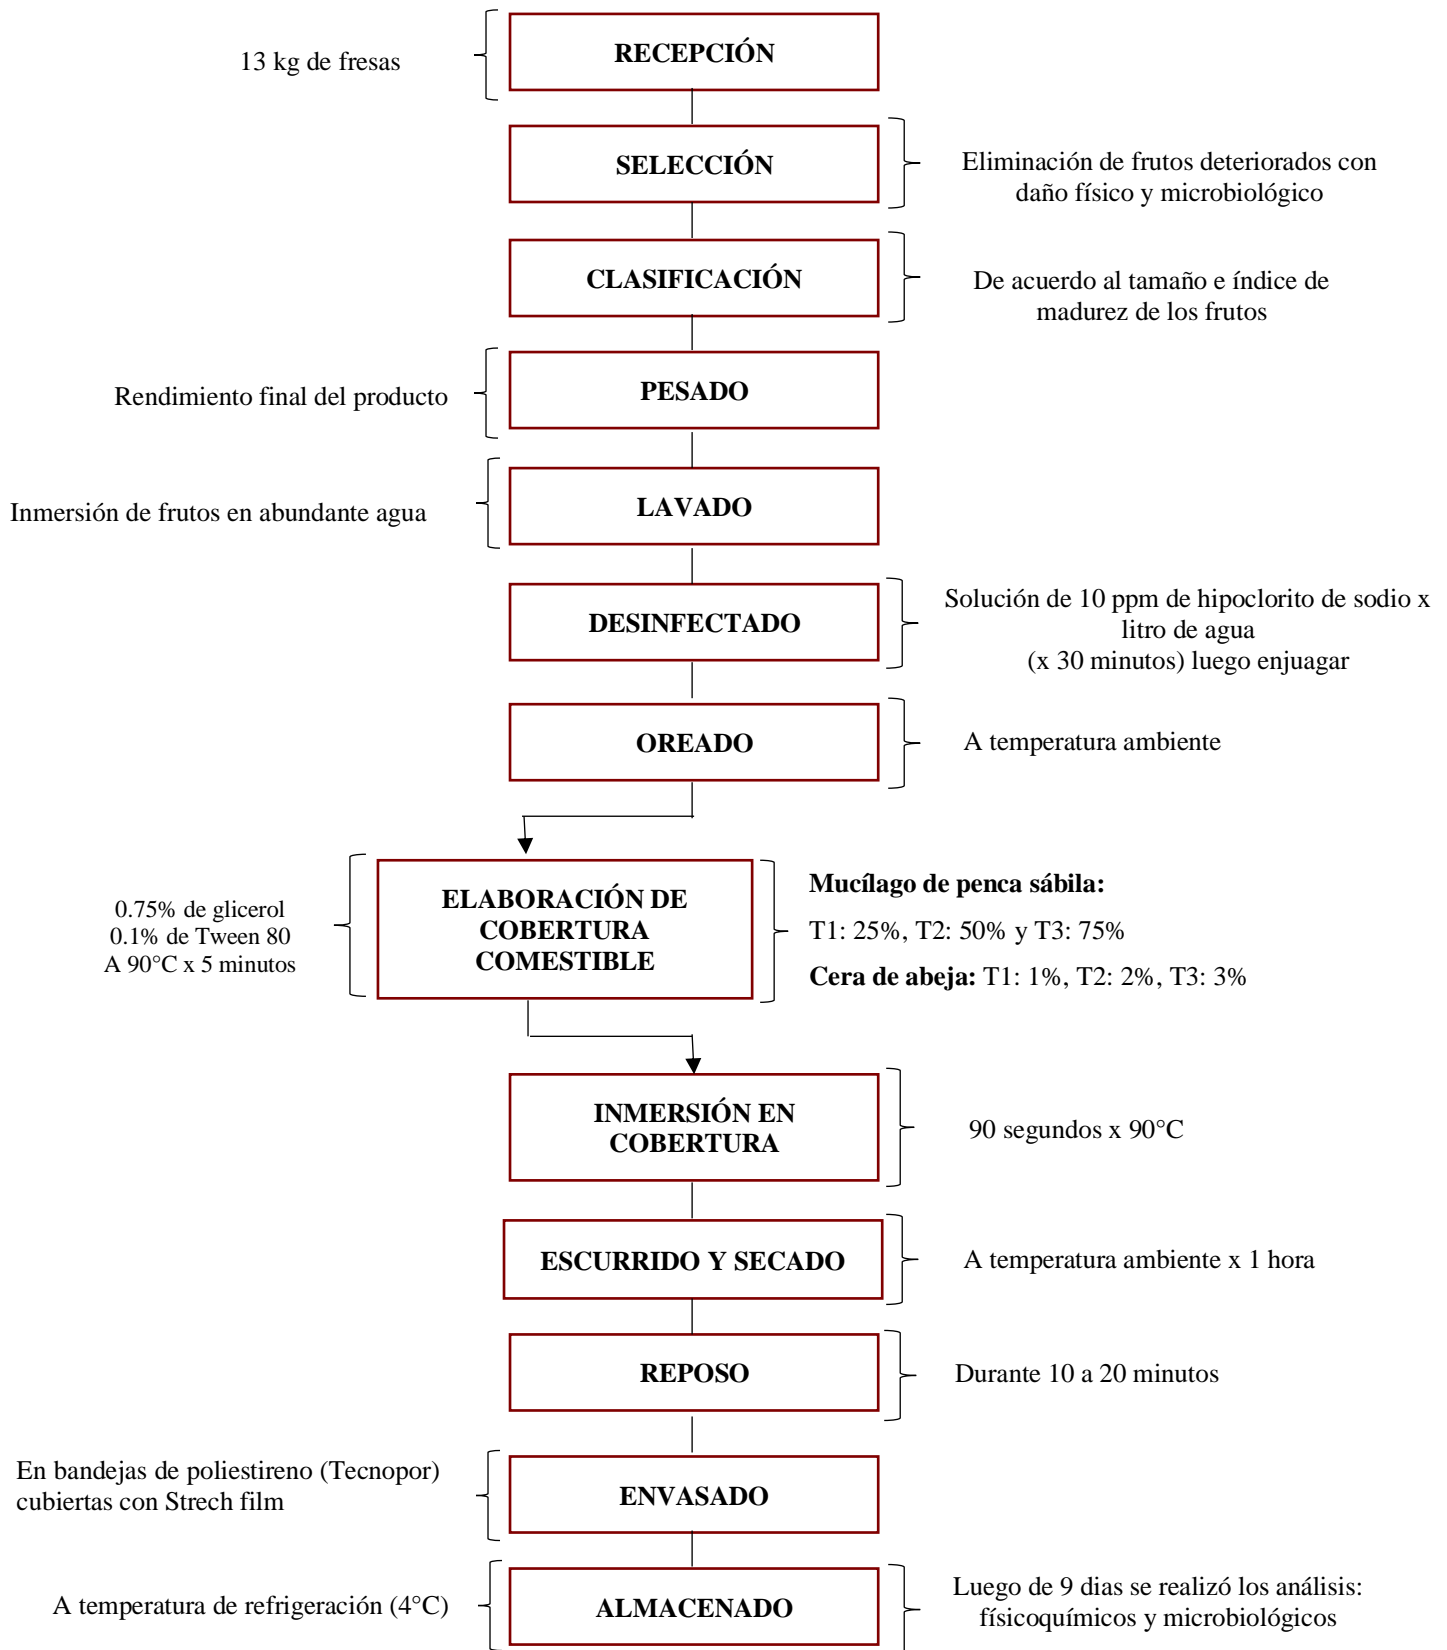 13 kg de fresas
RECEPCIÓN
SELECCIÓN
Eliminación de frutos deteriorados con
daño físico y microbiológico
CLASIFICACIÓN
De acuerdo al tamaño e índice de
madurez de los frutos
Rendimiento final del producto
PESADO
Inmersión de frutos en abundante agua
LAVADO
DESINFECTADO
Solución de 10 ppm de hipoclorito de sodio x
litro de agua
(x 30 minutos) luego enjuagar
OREADO
A temperatura ambiente
0.75% de glicerol
0.1% de Tween 80
A 90°C x 5 minutos
ELABORACIÓN DE
COBERTURA
COMESTIBLE
Mucílago de penca sábila:
T1: 25%, T2: 50% y T3: 75%
Cera de abeja: T1: 1%, T2: 2%, T3: 3%
INMERSIÓN EN
COBERTURA
90 segundos x 90°C
ESCURRIDO Y SECADO
A temperatura ambiente x 1 hora
REPOSO
Durante 10 a 20 minutos
En bandejas de poliestireno (Tecnopor)
cubiertas con Strech film
ENVASADO
A temperatura de refrigeración (4°C)
ALMACENADO
Luego de 9 dias se realizó los análisis:
físicoquímicos y microbiológicos